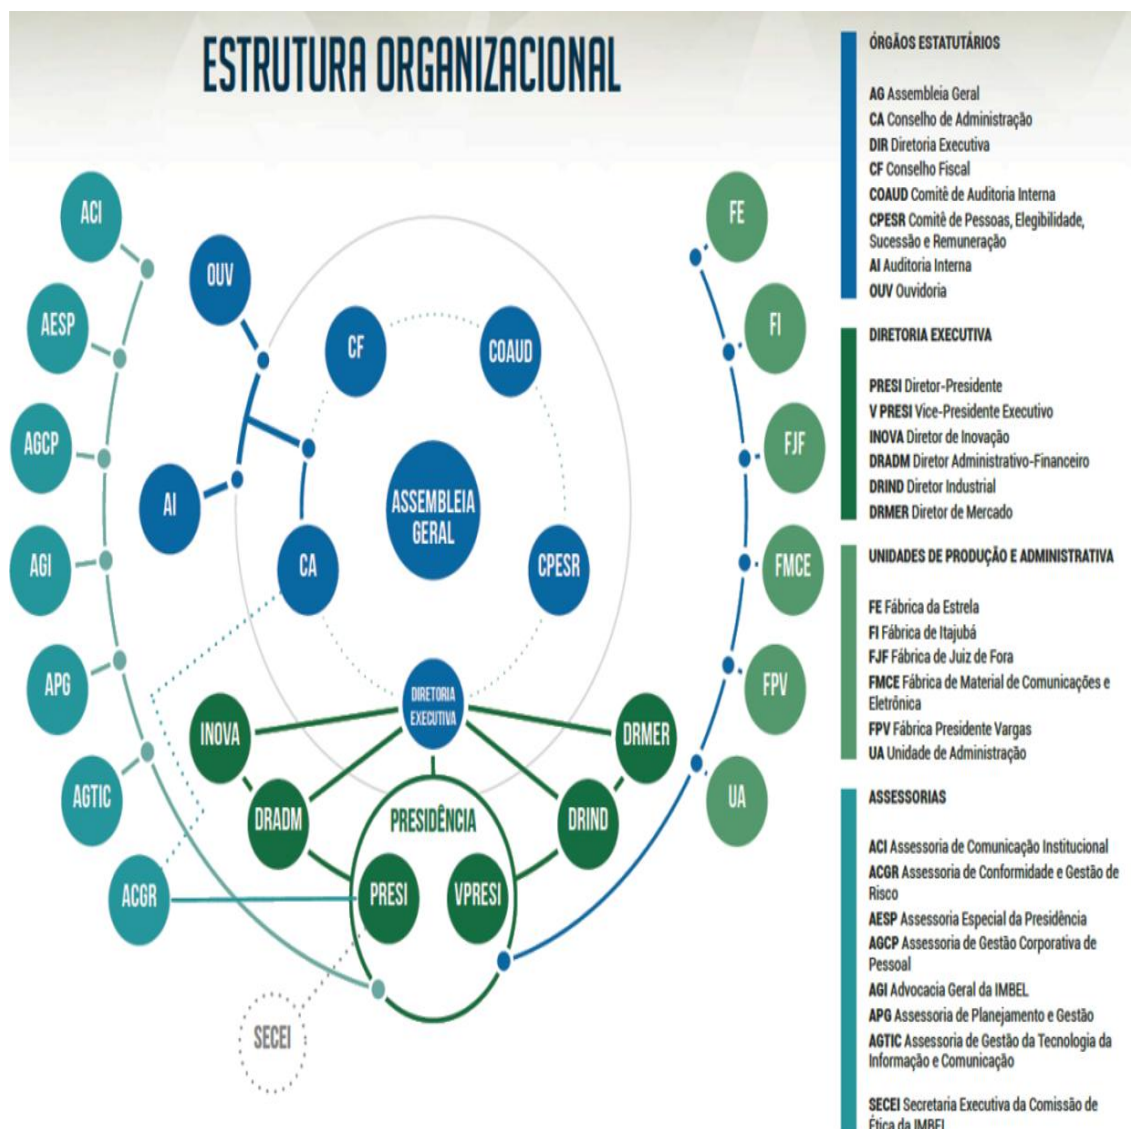 ESTRUTURA ORGANIZACIONAL
ACI
AESP
AGCP
AGI
APG
AGTIC
ACGR
SECEI
OUV
AI
CF
COAUD
ASSEMBLEIA
GERAL
CA
CPESR
DIRETORIA
EXECUTIVA
INOVA
DRADM
DRIND
DRMER
PRESIDÊNCIA
PRESI
VPRESI
FE
FI
FJF
FMCE
FPV
UA
ÓRGÃOS ESTATUTÁRIOS
AG Assembleia Geral
CA Conselho de Administração
DIR Diretoria Executiva
CF Conselho Fiscal
COAUD Comitê de Auditoria Interna
CPESR Comitê de Pessoas, Elegibilidade,
Sucessão e Remuneração
AI Auditoria Interna
OUV Ouvidoria
DIRETORIA EXECUTIVA
PRESI Diretor-Presidente
V PRESI Vice-Presidente Executivo
INOVA Diretor de Inovação
DRADM Diretor Administrativo-Financeiro
DRIND Diretor Industrial
DRMER Diretor de Mercado
UNIDADES DE PRODUÇÃO E ADMINISTRATIVA
FE Fábrica da Estrela
FI Fábrica de Itajubá
FJF Fábrica de Juiz de Fora
FMCE Fábrica de Material de Comunicações e
Eletrônica
FPV Fábrica Presidente Vargas
UA Unidade de Administração
ASSESSORIAS
ACI Assessoria de Comunicação Institucional
ACGR Assessoria de Conformidade e Gestão de
Risco
AESP Assessoria Especial da Presidência
AGCP Assessoria de Gestão Corporativa de
Pessoal
AGI Advocacia Geral da IMBEL
APG Assessoria de Planejamento e Gestão
AGTIC Assessoria de Gestão da Tecnologia da
Informação e Comunicação
SECEI Secretaria Executiva da Comissão de
Ética da IMBEL